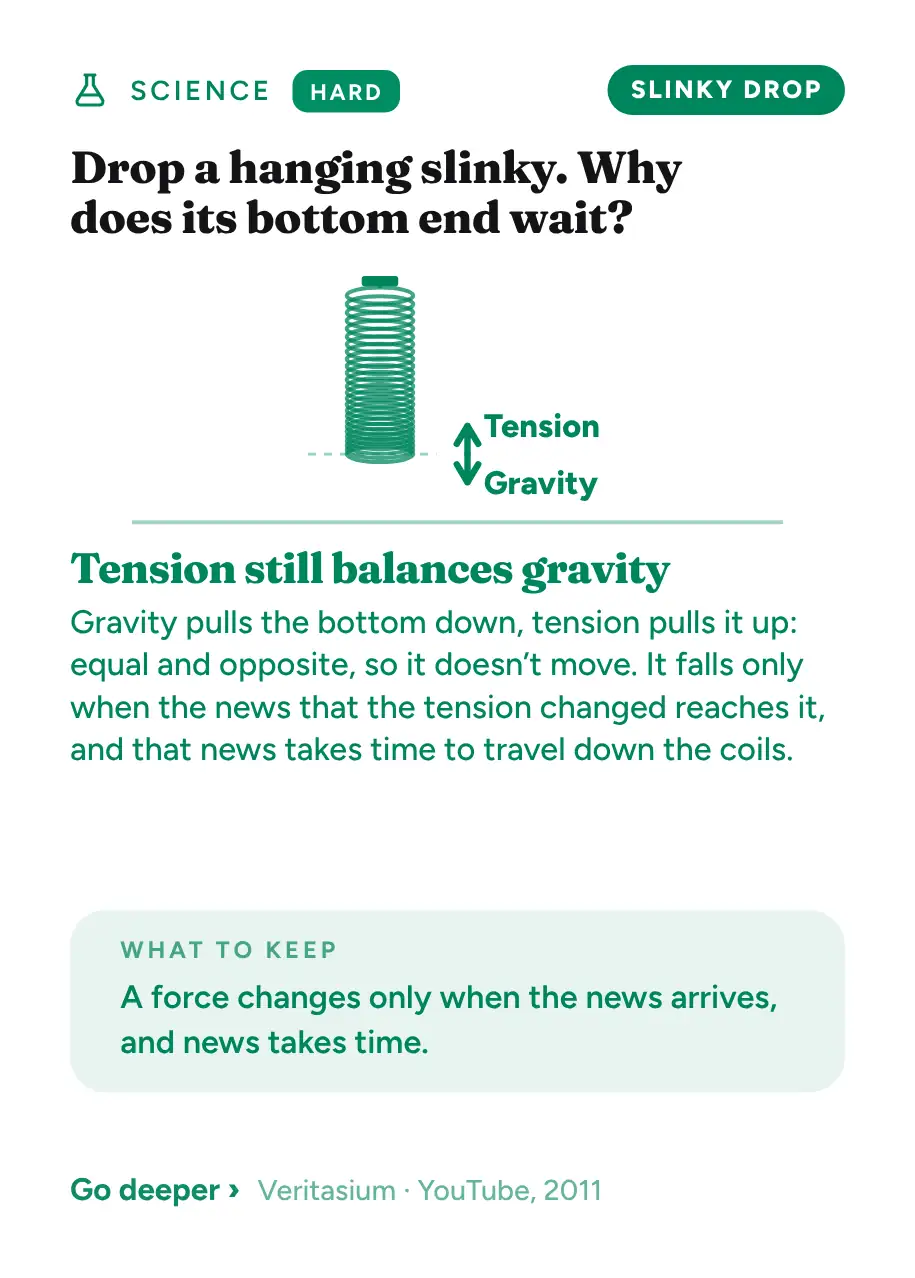 SCIENCE HARD SLINKY DROP
Drop a hanging slinky. Why
does its bottom end wait?
Tension
Gravity
Tension still balances gravity
Gravity pulls the bottom down, tension pulls it up:
equal and opposite, so it doesn’t move. It falls only
when the news that the tension changed reaches it,
and that news takes time to travel down the coils.
WHAT TO KEEP
A force changes only when the news arrives,
and news takes time.
Go deeper › Veritasium · YouTube, 2011